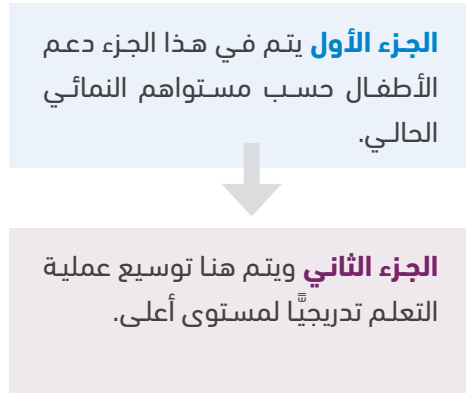 الجزء الأول يتم في هذا الجزء دعم
الأطفال حسب مستواهم النمائي
الحالي.
الجزء الثاني ويتم هنا توسيع عملية
التعلم تدريجيًّا لمستوى أعلى.